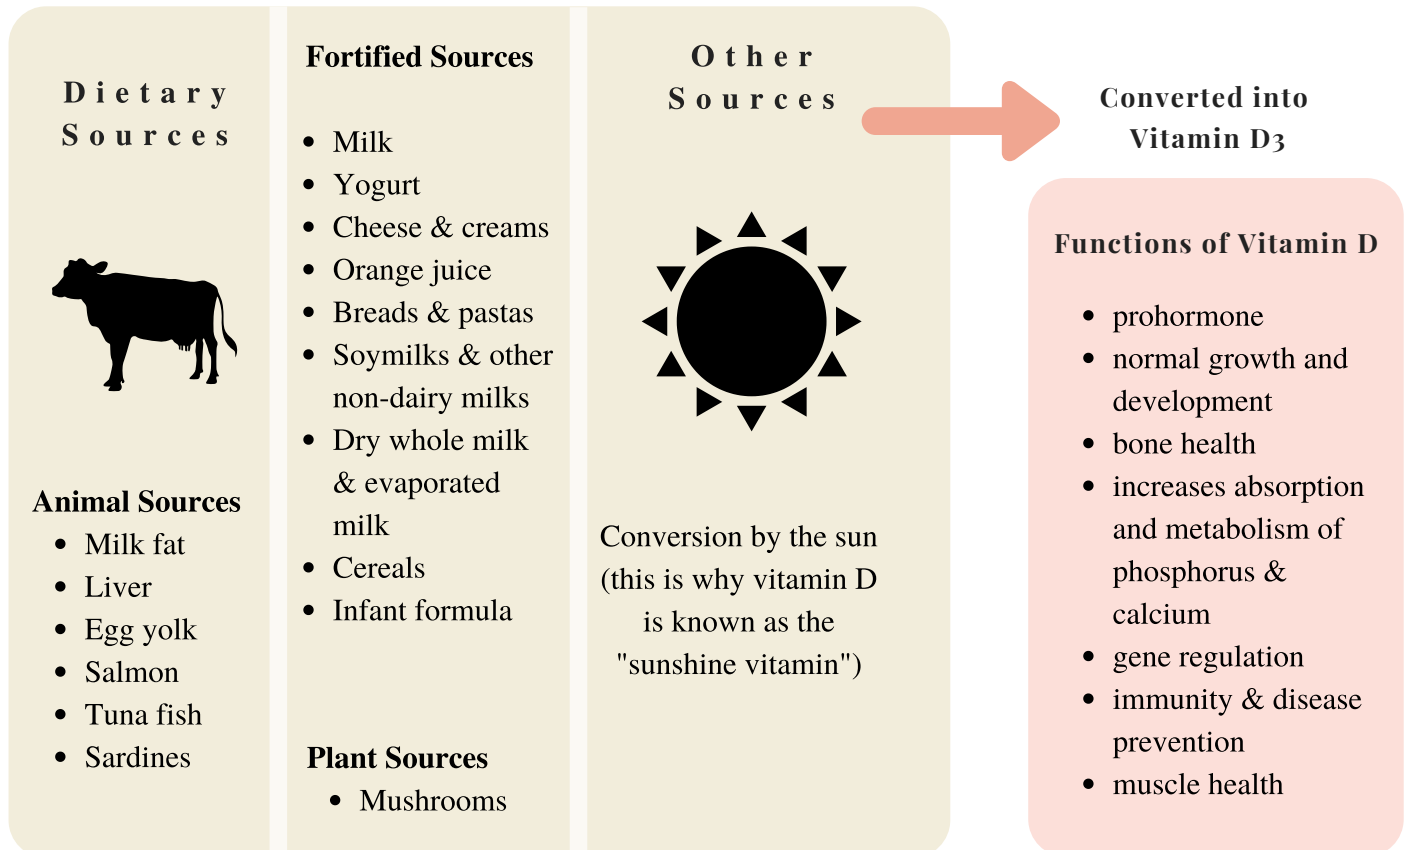 Dietary
Sources
Animal Sources
Milk fat
Liver
Egg yolk
Salmon
Tuna fish
Sardines
Fortified Sources
Milk
Yogurt
Cheese & creams
Orange juice
Breads & pastas
Soymilks & other
non-dairy milks
Dry whole milk
& evaporated
milk
Cereals
Infant formula
Plant Sources
Mushrooms
Other
Sources
Conversion by the sun
(this is why vitamin D
is known as the
"sunshine vitamin")
Converted into
Vitamin D3
Functions of Vitamin D
prohormone
normal growth and
development
bone health
increases absorption
and metabolism of
phosphorus &
calcium
gene regulation
immunity & disease
prevention
muscle health